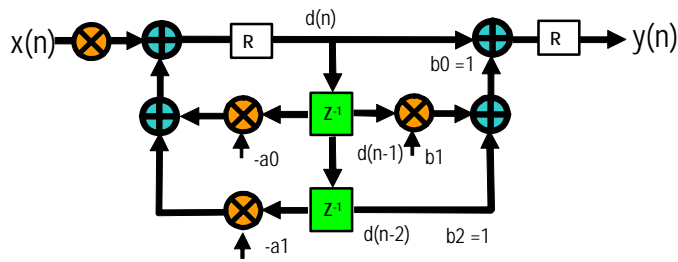 d(n)
x(n)
R
b0 =1
R
y(n)
Z-1
-a0
d(n-1)
b1
Z-1
-a1
d(n-2)
b2 =1